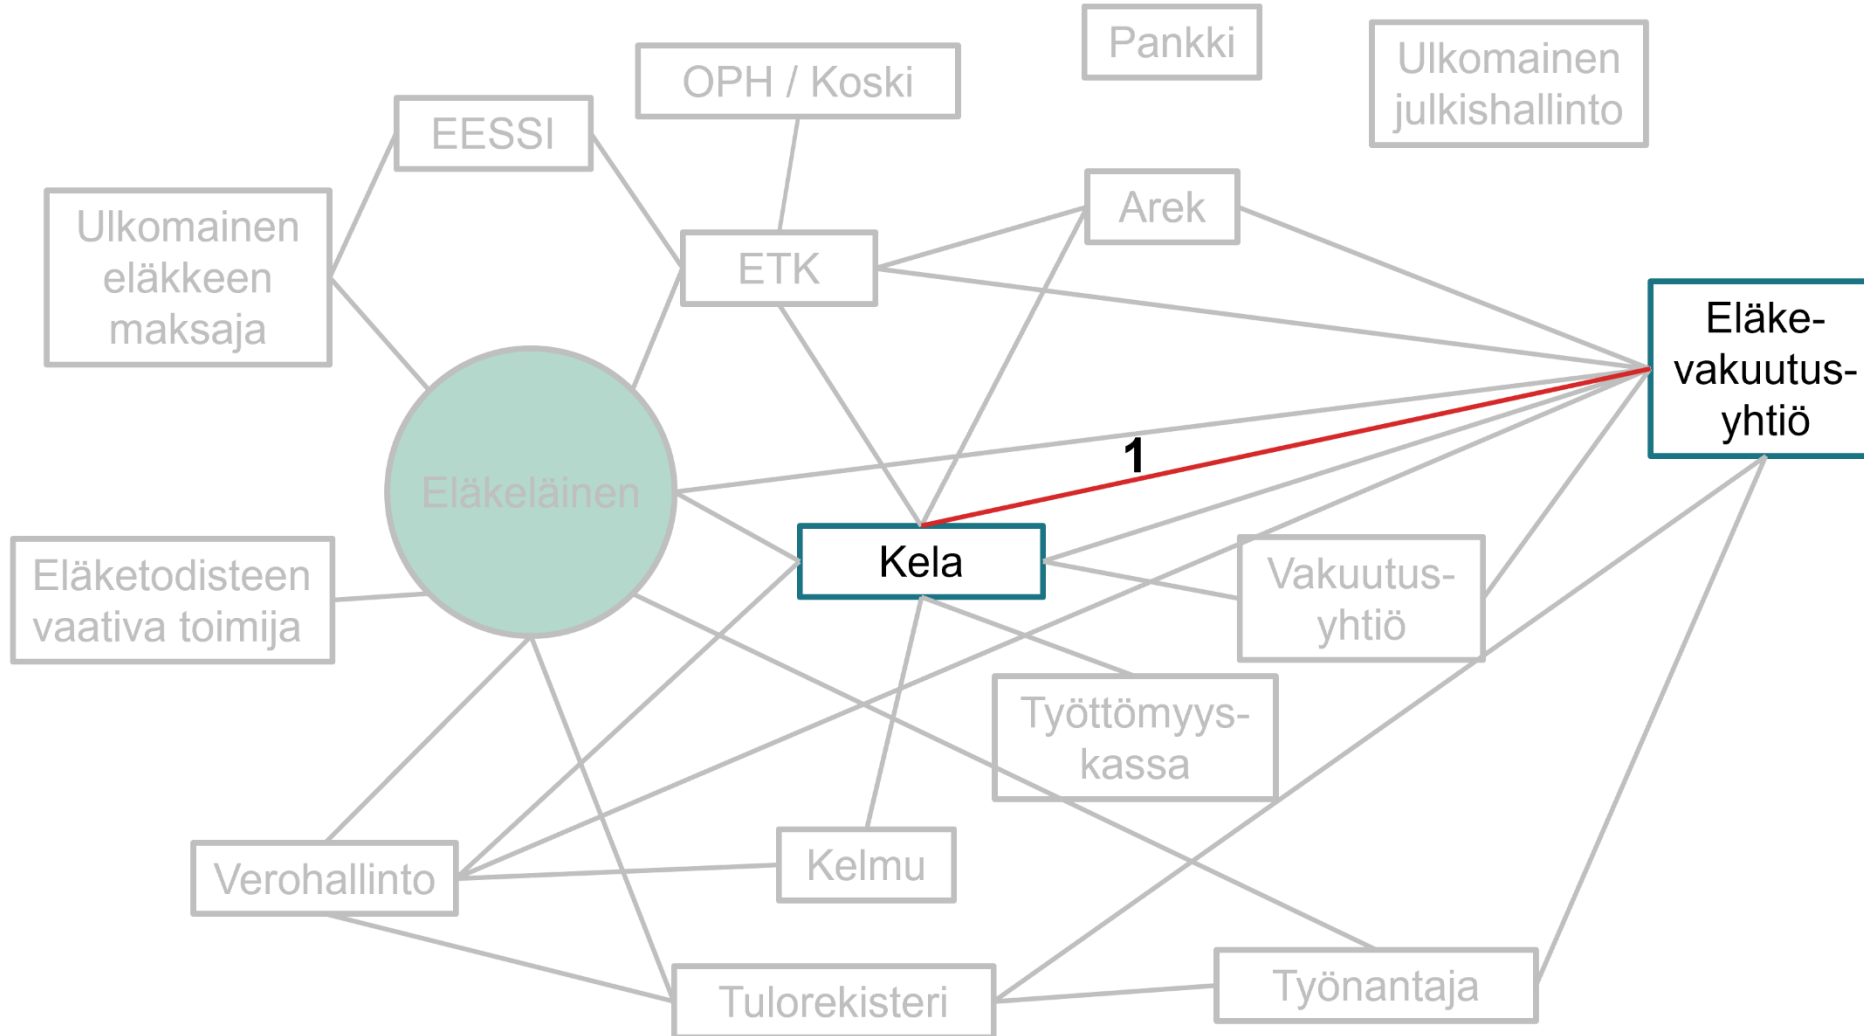 Pankki
Ulkomainen
julkishallinto
OPH / Koski
EESSI
Arek
Ulkomainen
eläkkeen
maksaja
ETK
Eläke-
vakuutus-
yhtiö
1
Eläkeläinen
Kela
Eläketodisteen
vaativa toimija
Vakuutus-
yhtiö
Työttömyys-
kassa
Verohallinto
Kelmu
Tulorekisteri
Työnantaja